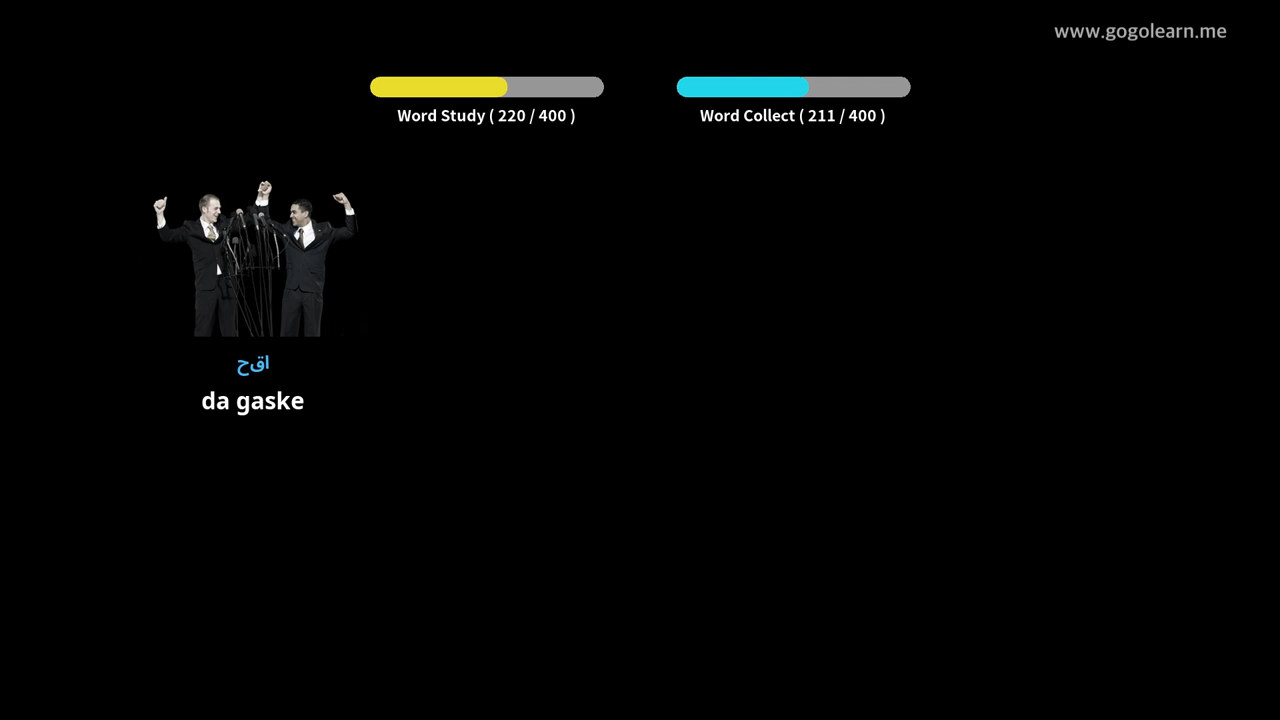 www.gogolearn.me
Word Study ( 220 / 400 )
Word Collect ( 211 / 400 )
اقح
da gaske